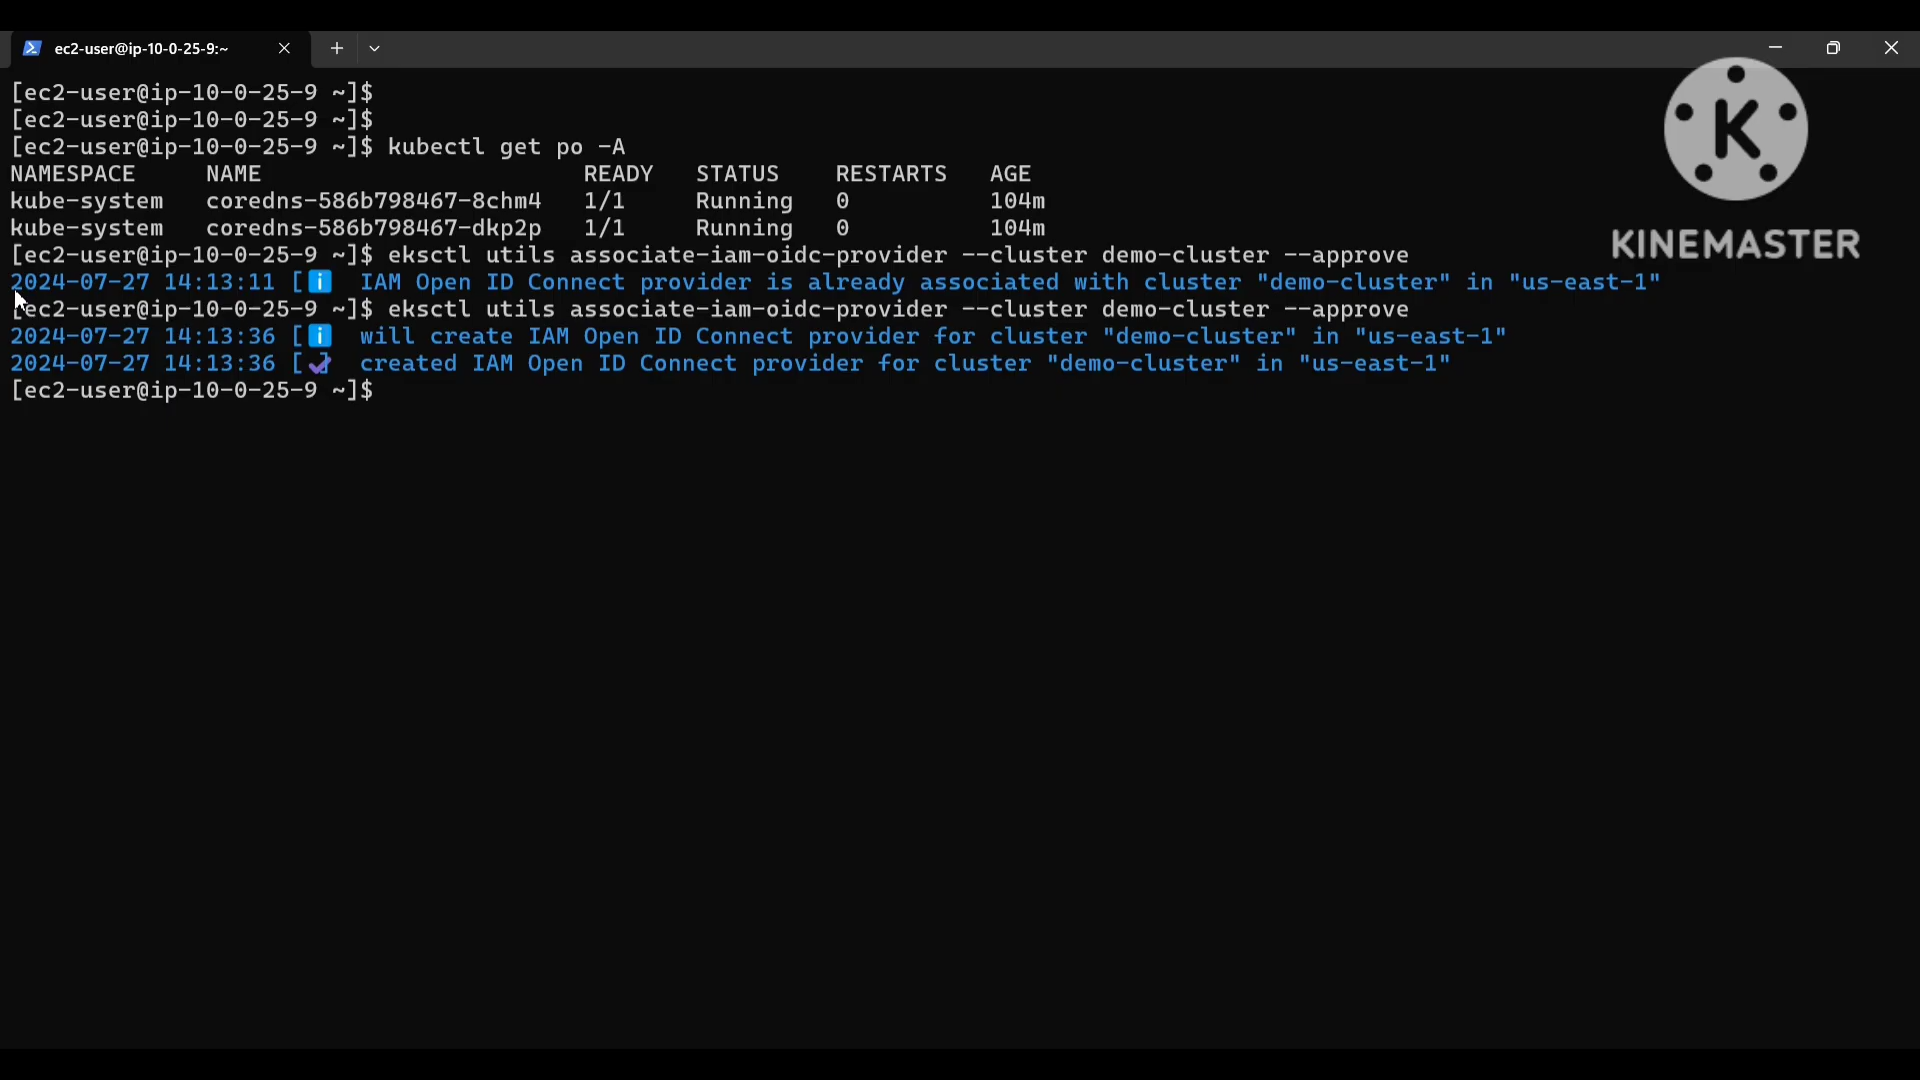 ec2-user@ip-10-0-25-9:~
[ec2-user@ip-10-0-25-9 ~]$
[ec2-user@ip-10-0-25-9 ~]$
[ec2-user@ip-10-0-25-9 ~]$ kubectl get po -A
NAMESPACE NAME READY STATUS RESTARTS AGE
kube-system coredns-586b798467-8chm4 1/1 Running 0 104m
kube-system coredns-586b798467-dkp2p 1/1 Running 0 104m
[ec2-user@ip-10-0-25-9 ~]$ eksctl utils associate-iam-oidc-provider --cluster demo-cluster --approve
2024-07-27 14:13:11 [ℹ] IAM Open ID Connect provider is already associated with cluster "demo-cluster" in "us-east-1"
[ec2-user@ip-10-0-25-9 ~]$ eksctl utils associate-iam-oidc-provider --cluster demo-cluster --approve
2024-07-27 14:13:36 [ℹ] will create IAM Open ID Connect provider for cluster "demo-cluster" in "us-east-1"
2024-07-27 14:13:36 [✔] created IAM Open ID Connect provider for cluster "demo-cluster" in "us-east-1"
[ec2-user@ip-10-0-25-9 ~]$
K
KINEMASTER